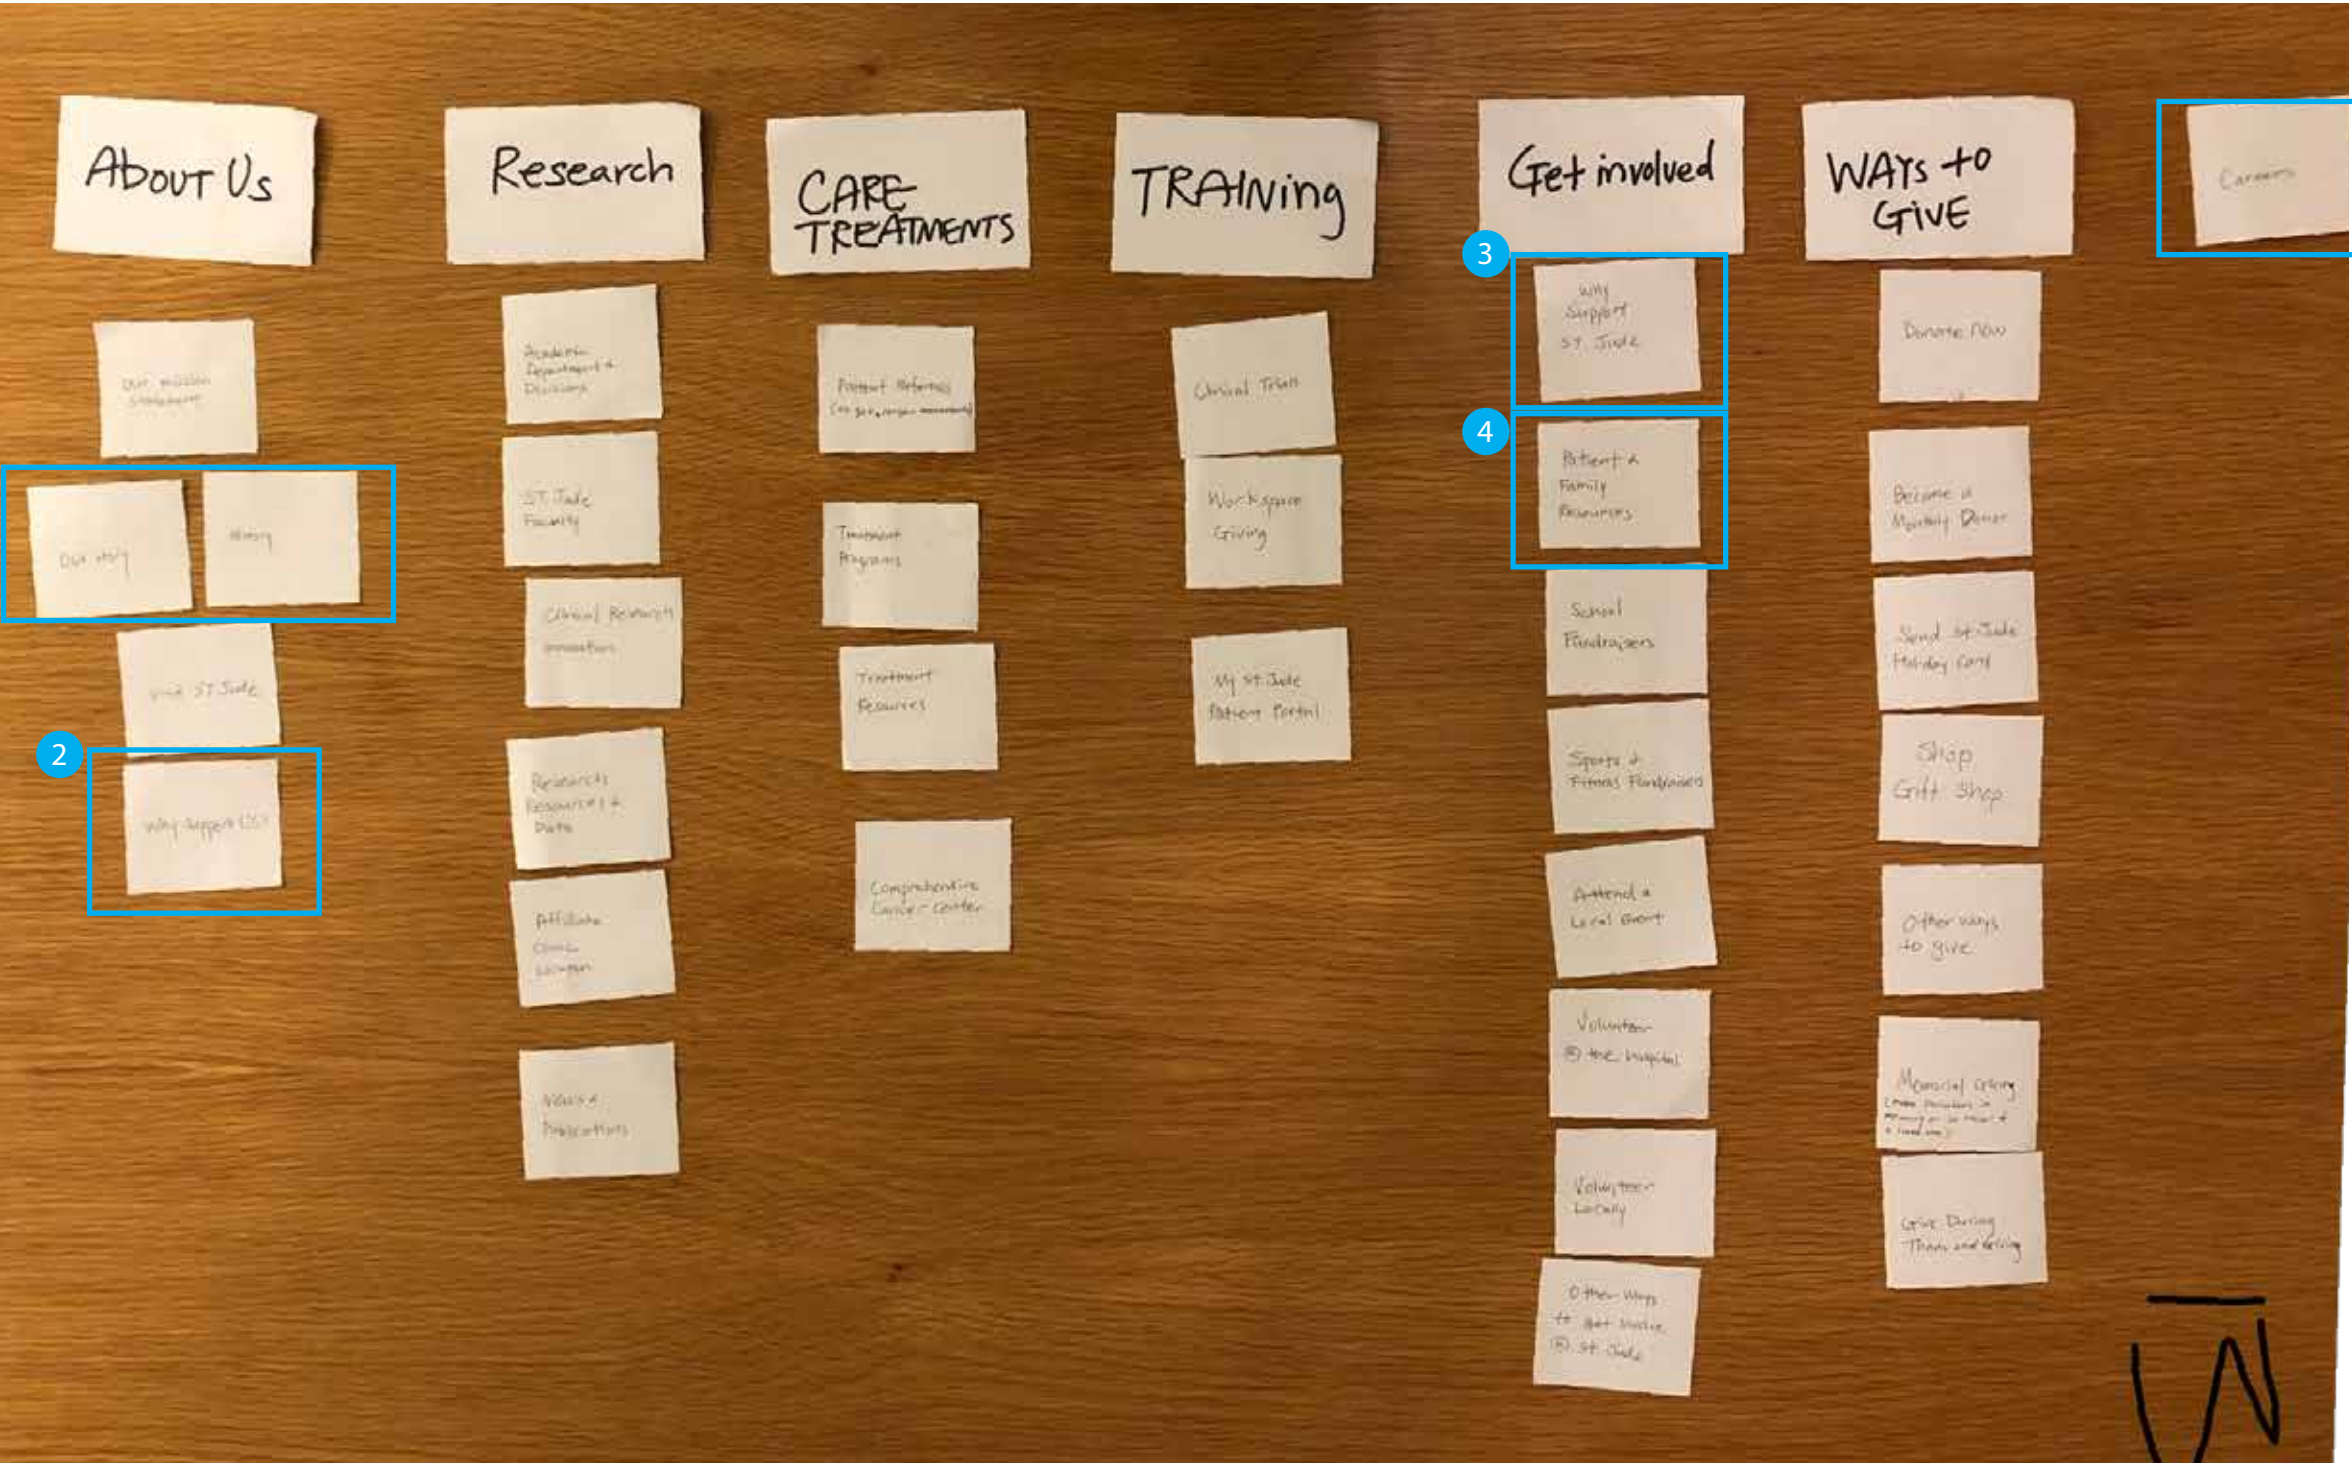 About Us
Our mission
Statement
Our story
History
Visit ST Jude
2
Why support
Research
Academic
Department &
Divisions
ST. Jude
Faculty
Clinical Research
Innovation
Research
Resources &
Data
Affiliate
Clinic
Location
News &
Publications
CARE
TREATMENTS
Patient Referrals
Treatment
Programs
Treatment
Resources
Comprehensive
Cancer Center
TRAINing
Clinical Trials
Workspace
Giving
My St Jude
Patient Portal
Get involved
3
Why
Support
ST. Jude
4
Patient &
Family
Resources
School
Fundraisers
Sports &
Fitness Fundraisers
Attend a
Local Event
Volunteer
@ the hospital
Volunteer
Locally
Other ways
to get involve
@ St. Jude
WAYs to
GiVE
Donate Now
Become a
Monthly Donor
Send St. Jude
Holiday Card
Shop
Gift Shop
Other ways
to give
Memorial Giving
Give During
Thanksgiving
Careers